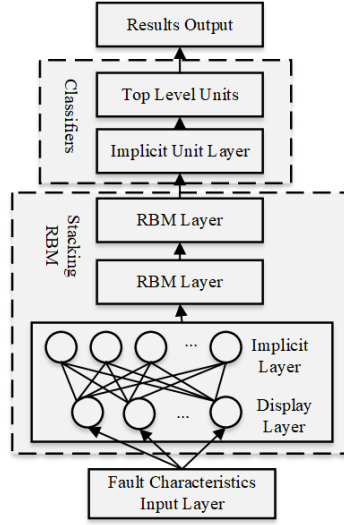 Results Output
Classifiers
Top Level Units
Implicit Unit Layer
Stacking
RBM
RBM Layer
RBM Layer
...
Implicit
Layer
...
Display
Layer
Fault Characteristics
Input Layer